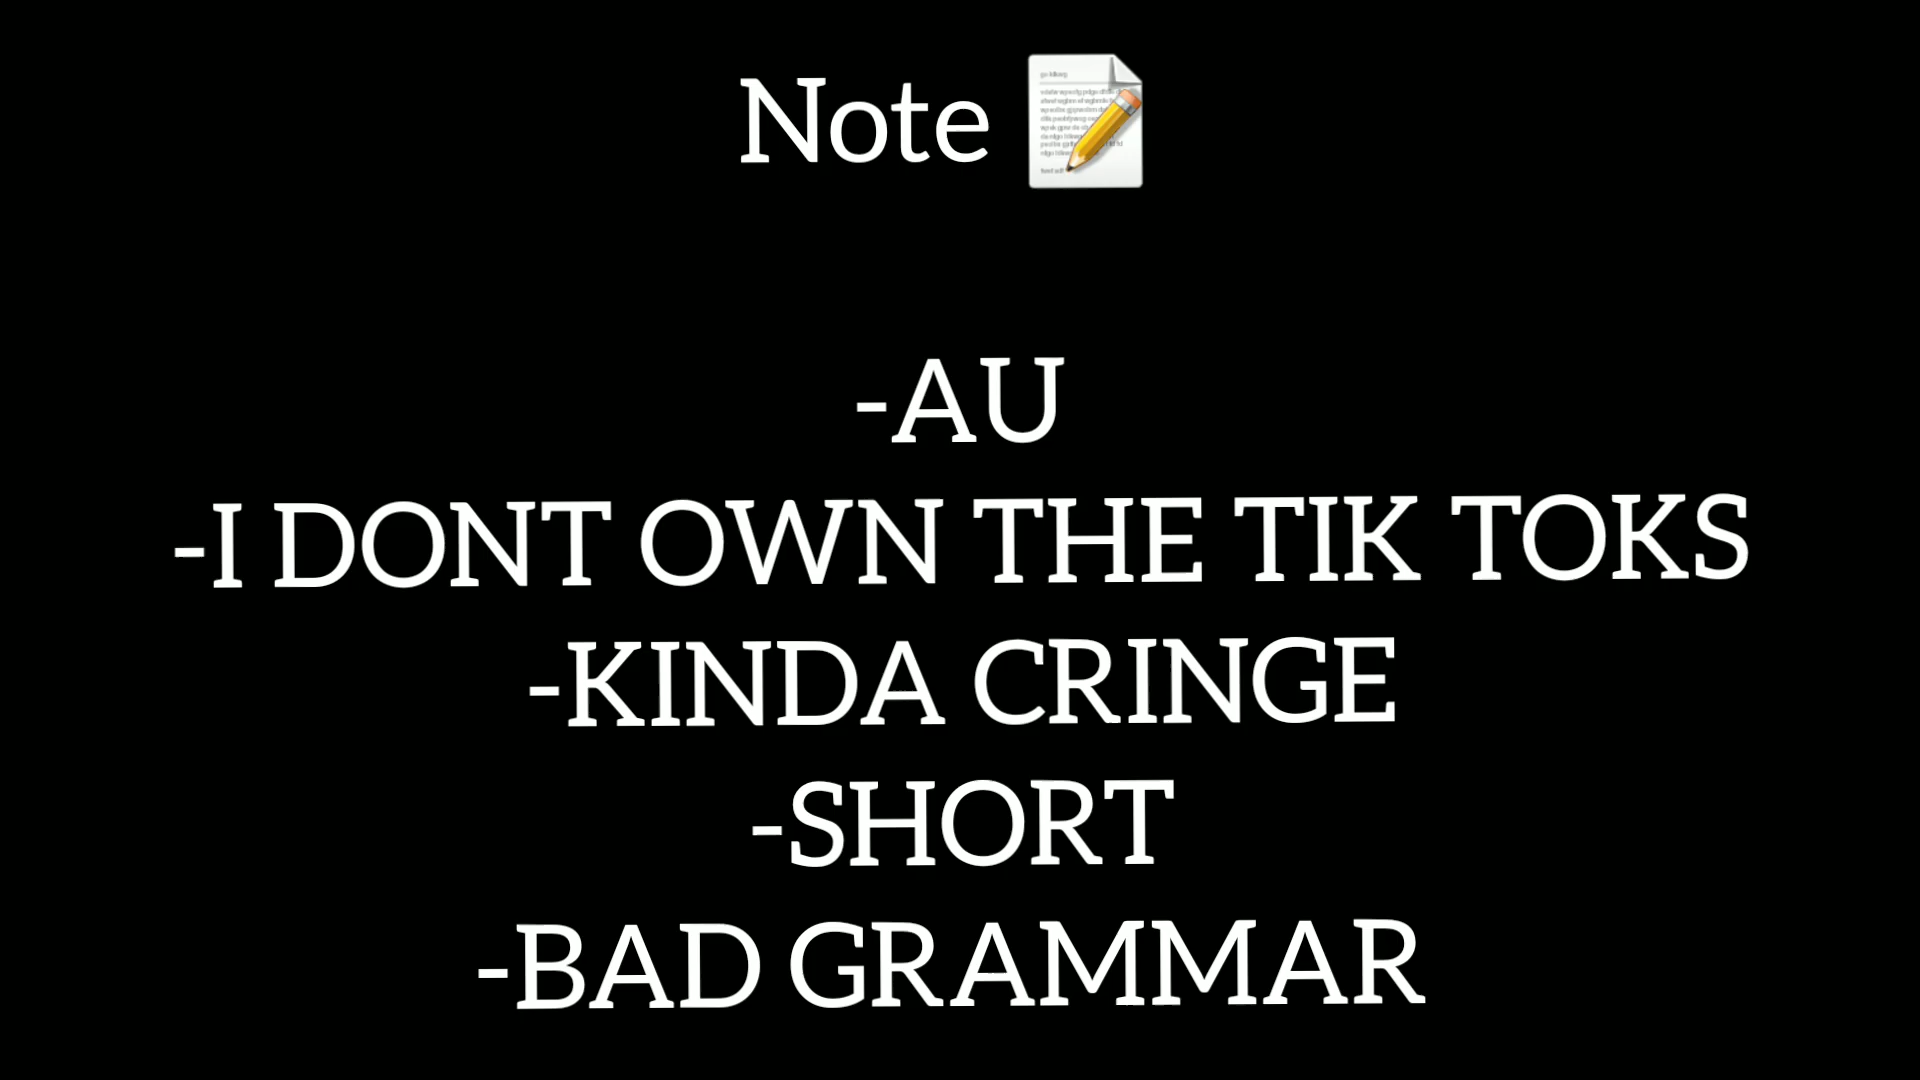 Note 📝
-AU
-I DONT OWN THE TIK TOKS
-KINDA CRINGE
-SHORT
-BAD GRAMMAR